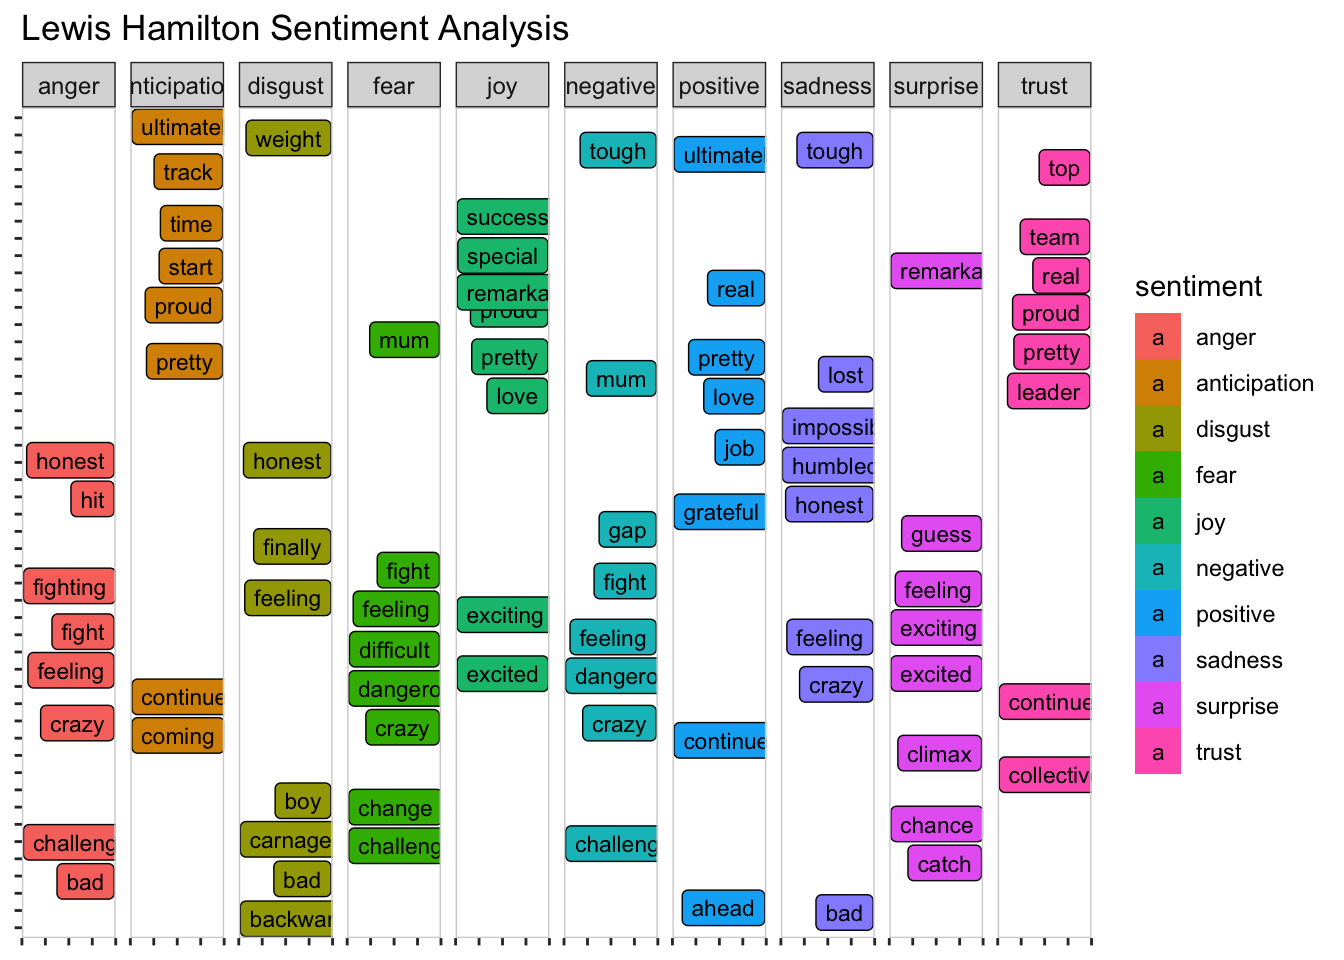 Lewis Hamilton Sentiment Analysis
anger
nticipatio
disgust
fear
joy
negative
positive
sadness
surprise
trust
honest
hit
fighting
fight
feeling
crazy
challeng
bad
ultimate
track
time
start
proud
pretty
continue
coming
weight
honest
finally
feeling
boy
carnage
bad
backwar
mum
fight
feeling
difficult
dangero
crazy
change
challeng
success
special
remarka
proud
pretty
love
exciting
excited
tough
mum
gap
fight
feeling
dangero
crazy
challeng
ultimate
real
pretty
love
job
grateful
continue
ahead
tough
lost
impossib
humbled
honest
feeling
crazy
bad
remarka
guess
feeling
exciting
excited
climax
chance
catch
top
team
real
proud
pretty
leader
continue
collectiv
sentiment
a anger
a anticipation
a disgust
a fear
a joy
a negative
a positive
a sadness
a surprise
a trust